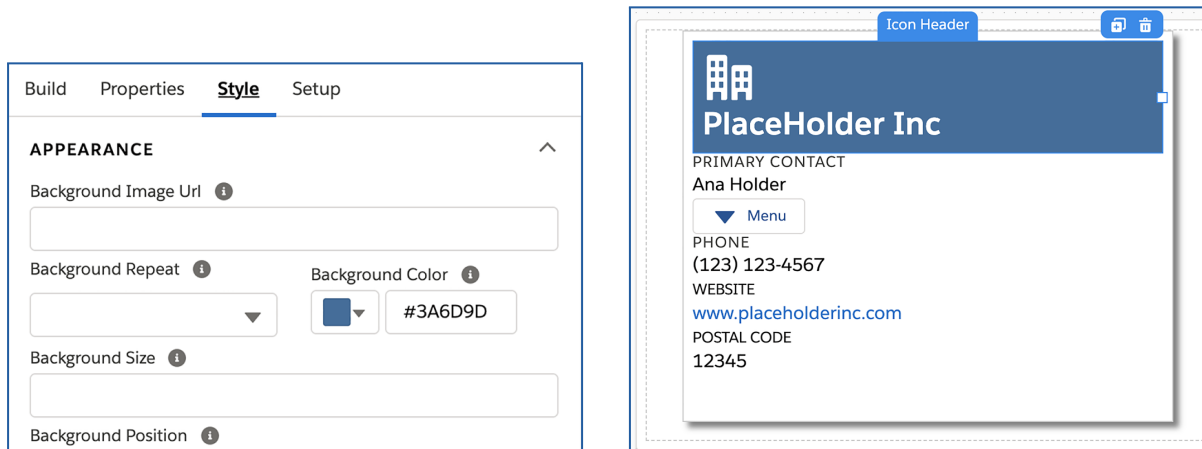 Build Properties Style Setup
APPEARANCE
Background Image Url
Background Repeat
Background Color
#3A6D9D
Background Size
Background Position
Icon Header
PlaceHolder Inc
PRIMARY CONTACT
Ana Holder
Menu
PHONE
(123) 123-4567
WEBSITE
www.placeholderinc.com
POSTAL CODE
12345